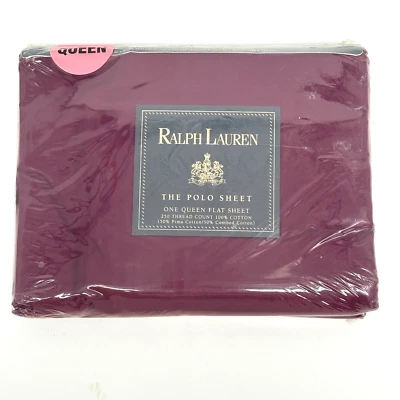 QUEEN
RALPH LAUREN
THE POLO SHEET
ONE QUEEN FLAT SHEET
250 THREAD COUNT 100% COTTON
(50% Pima Cotton/50% Combed Cotton)